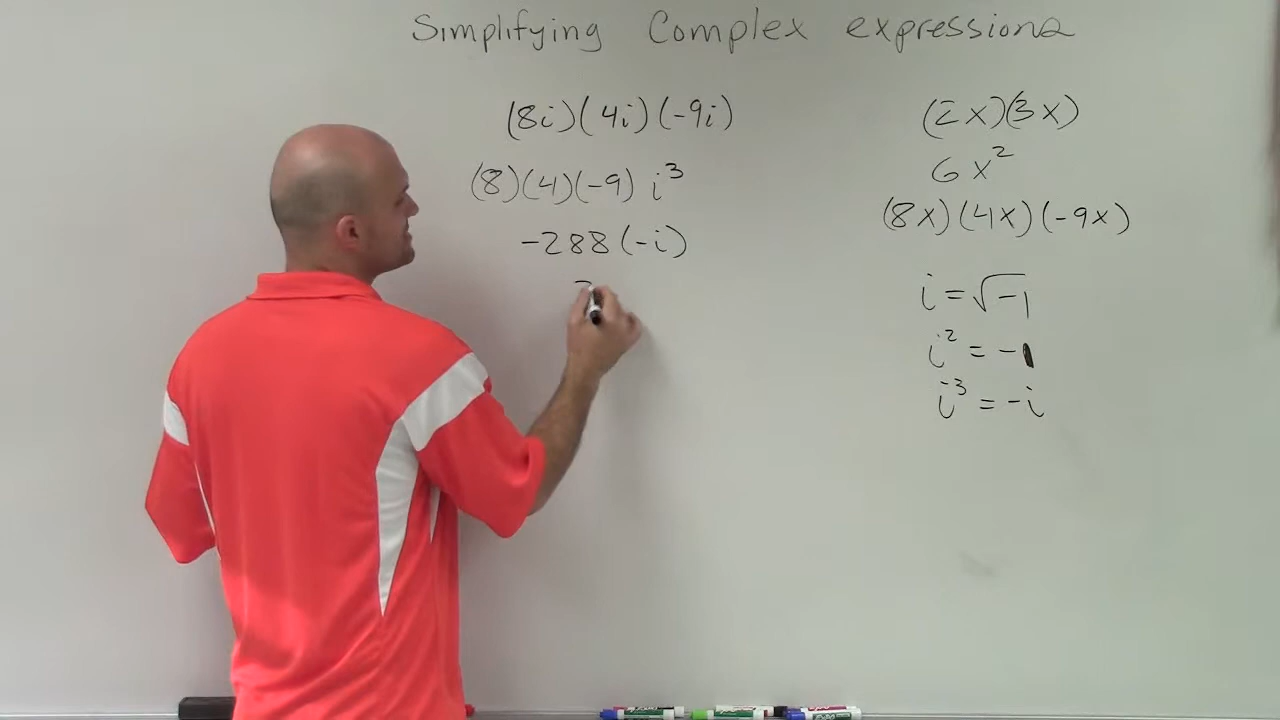 Simplifying Complex expressions
(8i)(4i)(-9i)
(8)(4)(-9) i³
-288(-i)
2
(2x)(3x)
6x²
(8x)(4x)(-9x)
i = √-1
i² = -1
i³ = -i